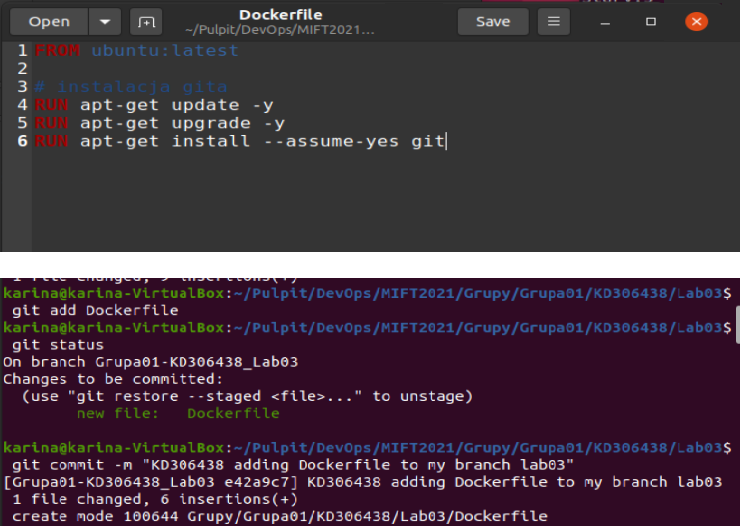 Open
Dockerfile
~/Pulpit/DevOps/MIFT2021...
Save
1 FROM ubuntu:latest
2
3 # instalacja gita
4 RUN apt-get update -y
5 RUN apt-get upgrade -y
6 RUN apt-get install --assume-yes git
1 file changed, 9 insertions(+)
karina@karina-VirtualBox:~/Pulpit/DevOps/MIFT2021/Grupy/Grupa01/KD306438/Lab03$
git add Dockerfile
karina@karina-VirtualBox:~/Pulpit/DevOps/MIFT2021/Grupy/Grupa01/KD306438/Lab03$
git status
On branch Grupa01-KD306438_Lab03
Changes to be committed:
(use "git restore --staged <file>..." to unstage)
new file: Dockerfile
karina@karina-VirtualBox:~/Pulpit/DevOps/MIFT2021/Grupy/Grupa01/KD306438/Lab03$
git commit -m "KD306438 adding Dockerfile to my branch lab03"
[Grupa01-KD306438_Lab03 e42a9c7] KD306438 adding Dockerfile to my branch lab03
1 file changed, 6 insertions(+)
create mode 100644 Grupy/Grupa01/KD306438/Lab03/Dockerfile